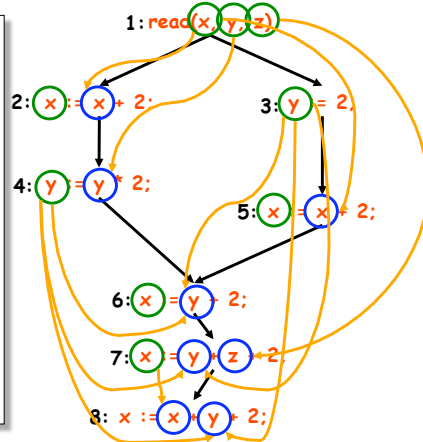 1: read(x, y, z)
2: x := x + 2;
3: y = 2,
4: y := y * 2;
5: x = x + 2;
6: x = y + 2;
7: x := y + z + 2;
8: x := x + y + 2;